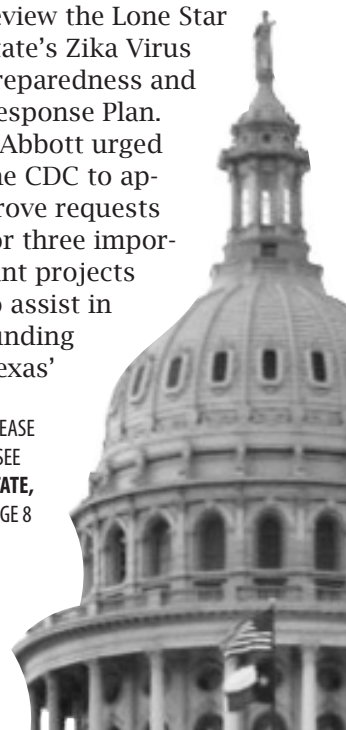 eview the Lone Star
tate's Zika Virus
reparedness and
esponse Plan.
Abbott urged
he CDC to ap-
rove requests
or three impor-
ant projects
o assist in
unding
exas'
EASE
SEE
ATE,
GE 8